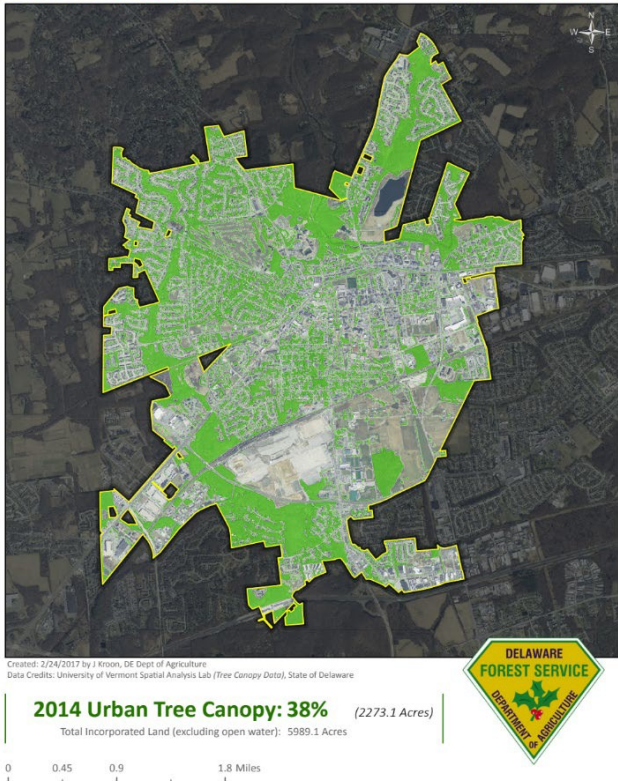 N
W E
S
Created: 2/24/2017 by J Kroon, DE Dept of Agriculture
Data Credits: University of Vermont Spatial Analysis Lab (Tree Canopy Data), State of Delaware
2014 Urban Tree Canopy: 38% (2273.1 Acres)
Total Incorporated Land (excluding open water): 5989.1 Acres
DELAWARE
FOREST SERVICE
DEPARTMENT OF AGRICULTURE
0 0.45 0.9 1.8 Miles